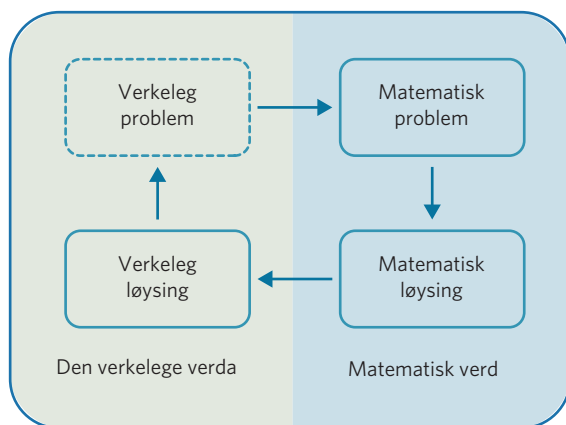 Verkeleg
problem
Matematisk
problem
Verkeleg
løysing
Matematisk
løysing
Den verkelege verda
Matematisk verd